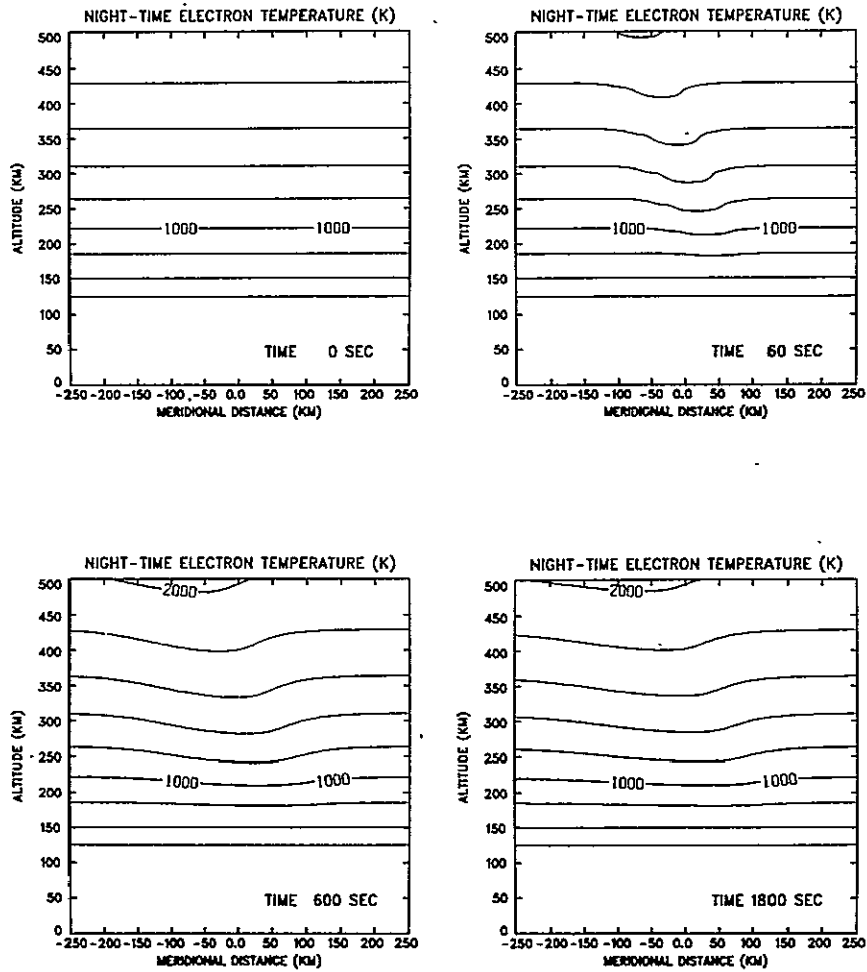 NIGHT-TIME ELECTRON TEMPERATURE (K)
500
450
400
350
300
250
200
150
100
50
0
ALTITUDE (KM)
1000 1000
TIME 0 SEC
-250 -200 -150 -100 -50 0.0 50 100 150 200 250
MERIDIONAL DISTANCE (KM)
NIGHT-TIME ELECTRON TEMPERATURE (K)
500
450
400
350
300
250
200
150
100
50
0
ALTITUDE (KM)
1000 1000
TIME 60 SEC
-250 -200 -150 -100 -50 0.0 50 100 150 200 250
MERIDIONAL DISTANCE (KM)
NIGHT-TIME ELECTRON TEMPERATURE (K)
500
450
400
350
300
250
200
150
100
50
0
ALTITUDE (KM)
2000
1000 1000
TIME 600 SEC
-250 -200 -150 -100 -50 0.0 50 100 150 200 250
MERIDIONAL DISTANCE (KM)
NIGHT-TIME ELECTRON TEMPERATURE (K)
500
450
400
350
300
250
200
150
100
50
0
ALTITUDE (KM)
2000
1000 1000
TIME 1800 SEC
-250 -200 -150 -100 -50 0.0 50 100 150 200 250
MERIDIONAL DISTANCE (KM)